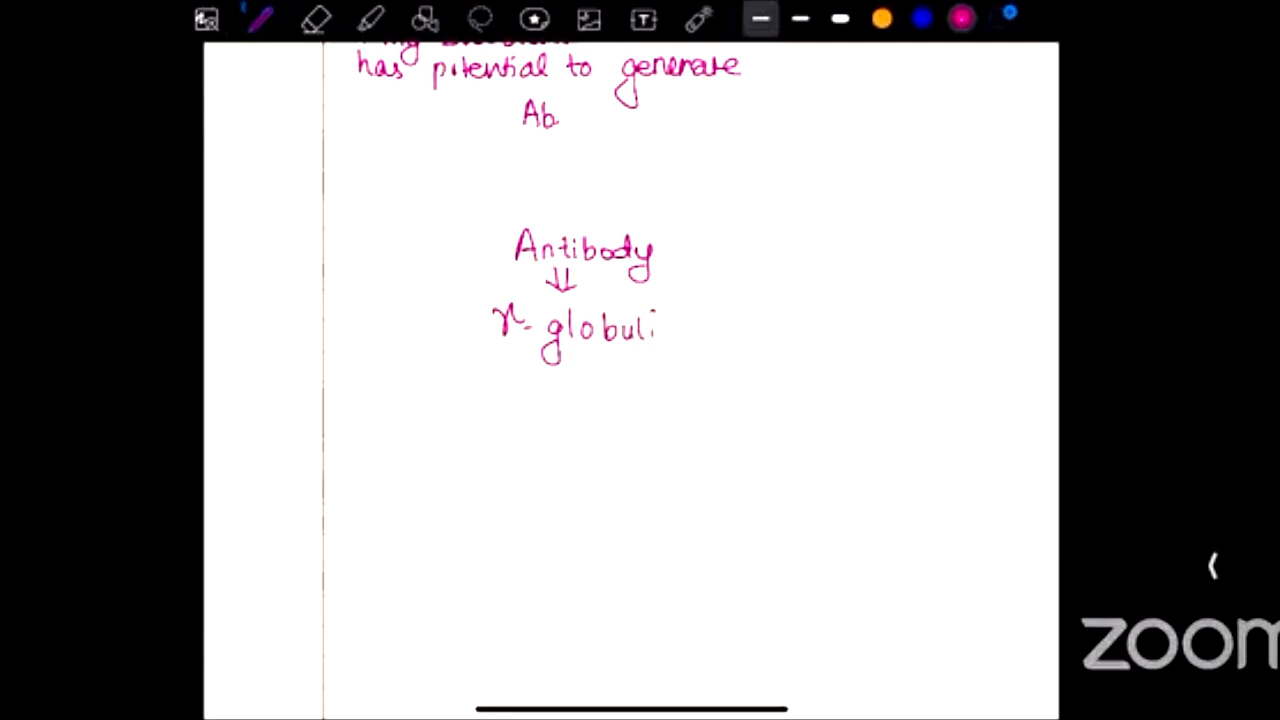 has potential to generate
Ab
Antibody
γ- globuli
zoom